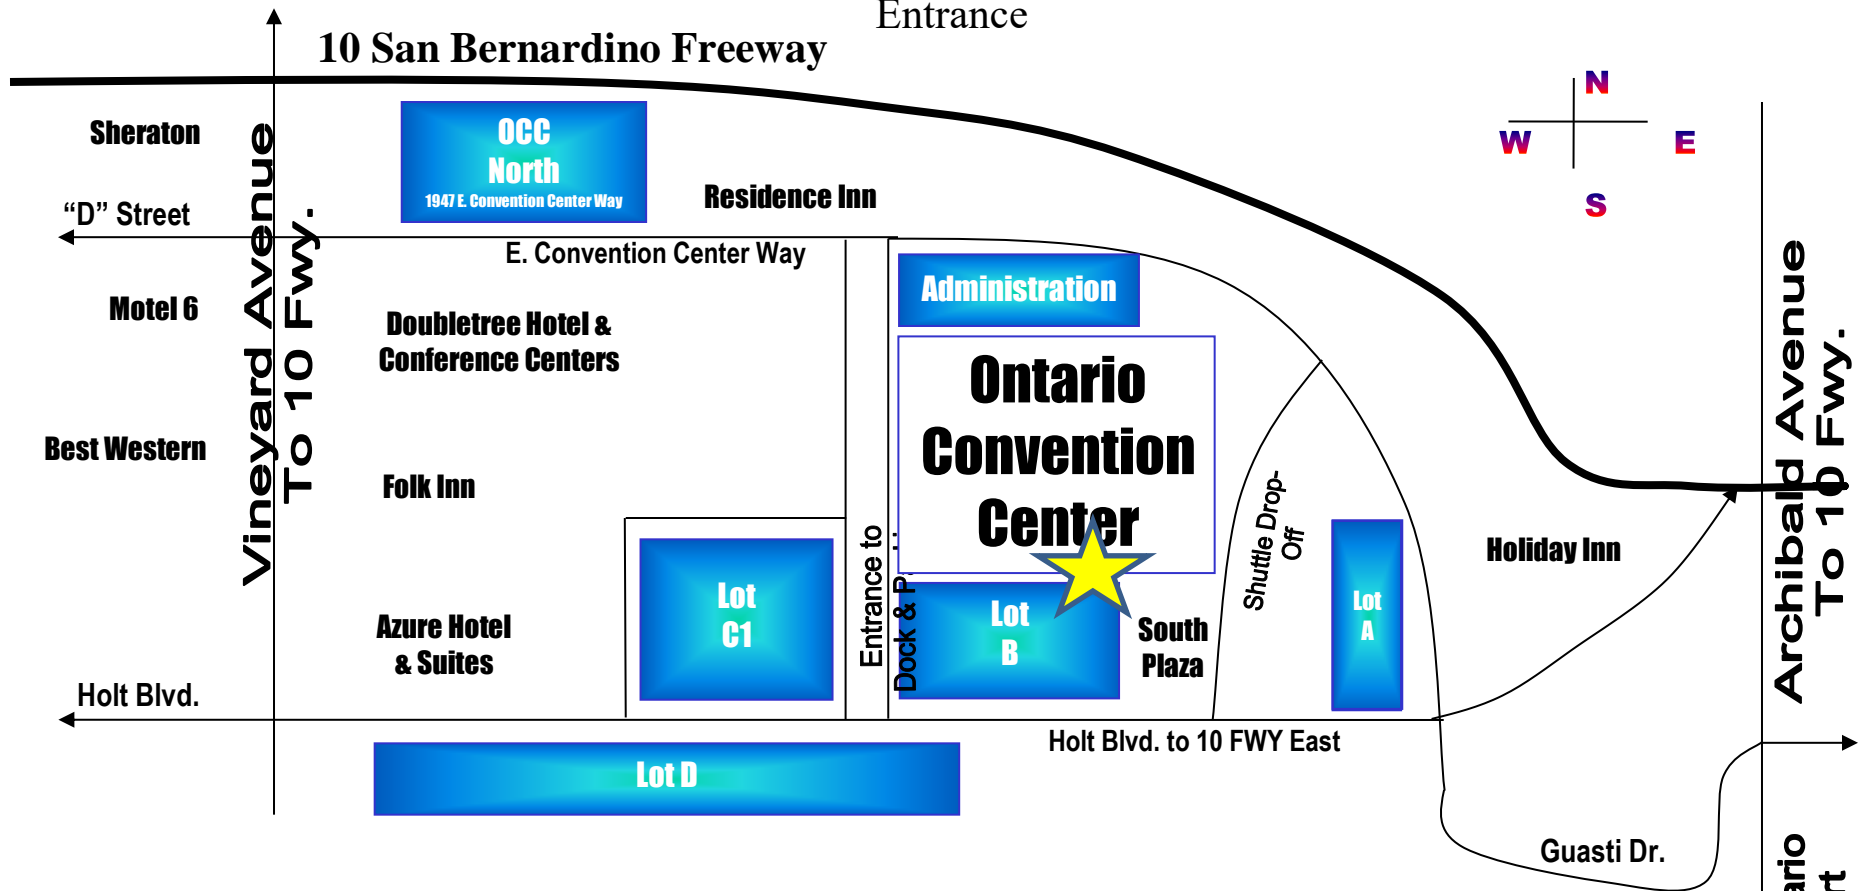 Entrance
10 San Bernardino Freeway
N
W
E
S
Sheraton
OCC
North
1947 E. Convention Center Way
Residence Inn
“D” Street
E. Convention Center Way
Vineyard Avenue
To 10 Fwy.
Archibald Avenue
To 10 Fwy.
Motel 6
Doubletree Hotel &
Conference Centers
Administration
Ontario
Convention
Center
Best Western
Folk Inn
Shuttle Drop-
Off
Holiday Inn
Entrance to
Dock &
Lot
C1
Lot
B
South
Plaza
Lot
A
Azure Hotel
& Suites
Holt Blvd.
Holt Blvd. to 10 FWY East
Lot D
Guasti Dr.